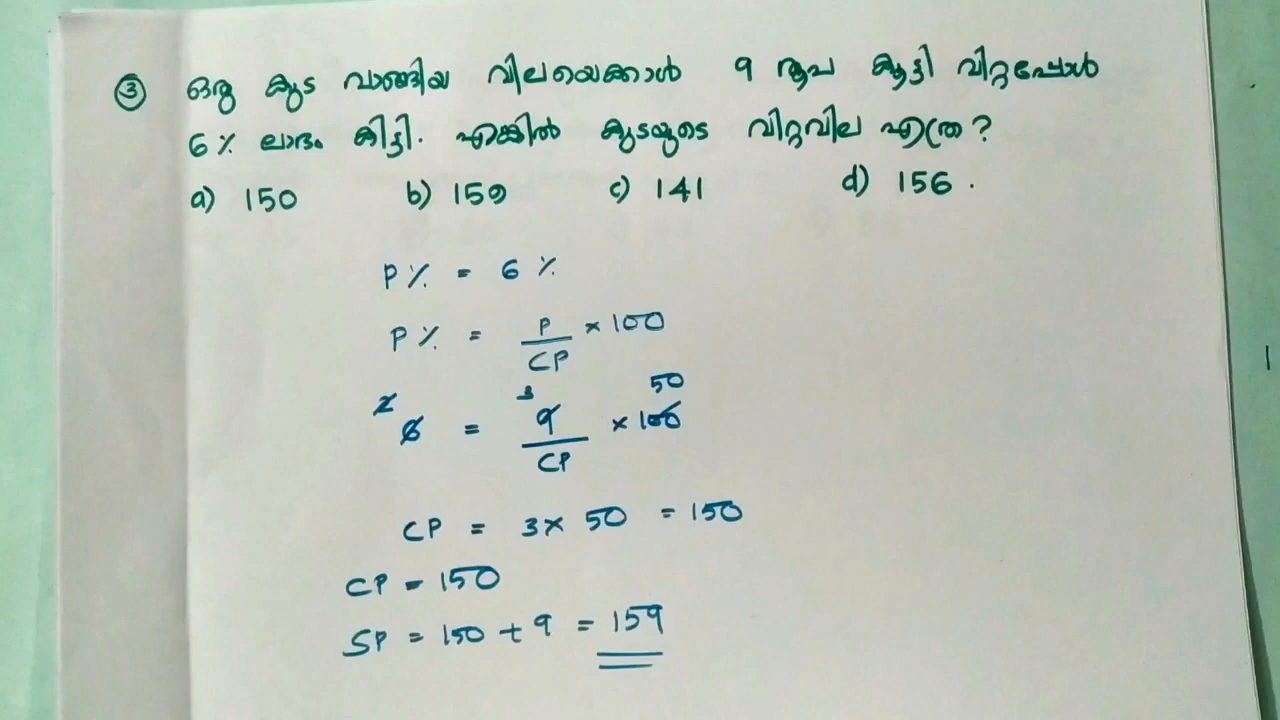 ③ ഒരു കുട വാങ്ങിയ വിലയെക്കാൾ 9 രൂപ കൂട്ടി വിറ്റപ്പോൾ
6% ലാഭം കിട്ടി. എങ്കിൽ കുടയുടെ വിറ്റവില എത്ര?
a) 150 b) 159 c) 141 d) 156.
P% = 6%
P% = P/CP × 100
2 3 50
6 = 9/CP × 100
CP = 3 × 50 = 150
CP = 150
SP = 150 + 9 = 159